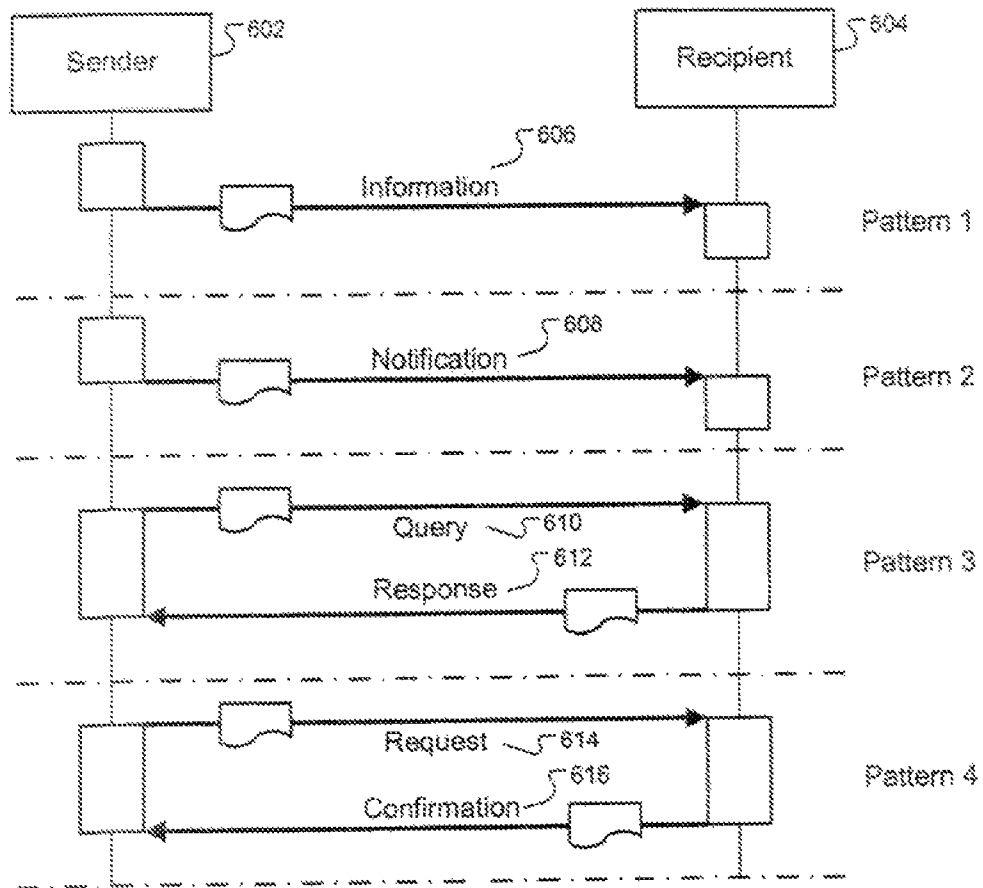 Sender
602
Recipient
604
606
Information
Pattern 1
608
Notification
Pattern 2
Query
610
612
Response
Pattern 3
Request
614
616
Confirmation
Pattern 4